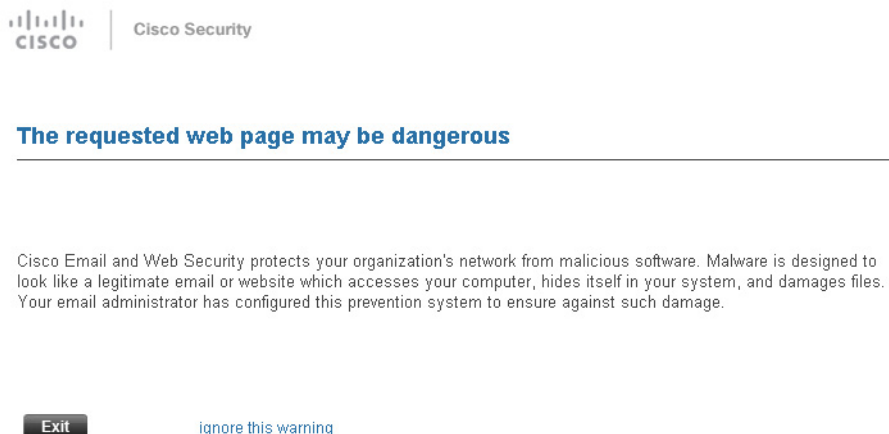 CISCO
Cisco Security
The requested web page may be dangerous
Cisco Email and Web Security protects your organization's network from malicious software. Malware is designed to
look like a legitimate email or website which accesses your computer, hides itself in your system, and damages files.
Your email administrator has configured this prevention system to ensure against such damage.
Exit
ignore this warning